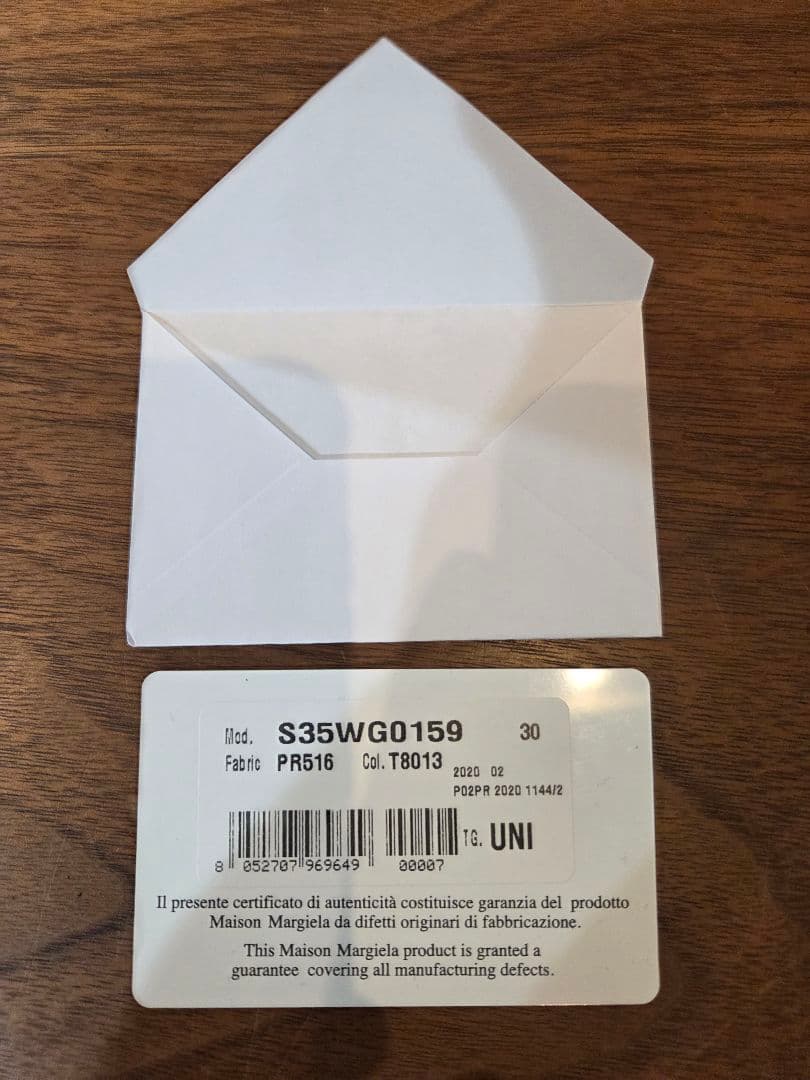 Mod. S35WG0159 30
Fabric PR516 Col. T8013
2020 02
P02PR 2020 1144/2
TG. UNI
8 052707 969649 00007
Il presente certificato di autenticità costituisce garanzia del prodotto
Maison Margiela da difetti originari di fabbricazione.
This Maison Margiela product is granted a
guarantee covering all manufacturing defects.